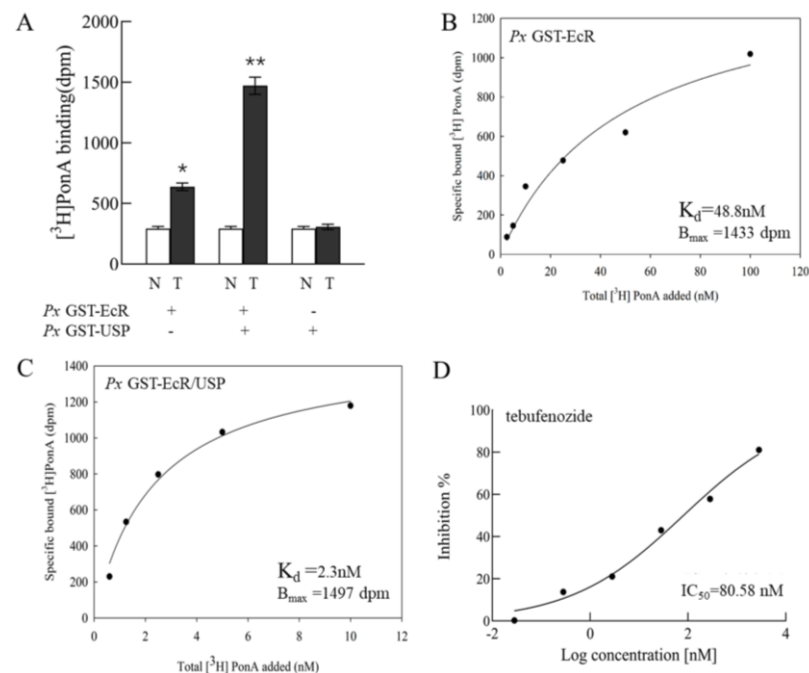 A
[³H]PonA binding(dpm)
2000
1500
1000
500
0
*
**
N T N T N T
Px GST-EcR + + -
Px GST-USP - + +
B
Px GST-EcR
Specific bound [³H] PonA (dpm)
1200
1000
800
600
400
200
0
K_d=48.8nM
B_max =1433 dpm
0 20 40 60 80 100 120
Total [³H] PonA added (nM)
C
Px GST-EcR/USP
Specific bound [³H]PonA (dpm)
1400
1200
1000
800
600
400
200
0
K_d =2.3nM
B_max =1497 dpm
0 2 4 6 8 10 12
Total [³H] PonA added (nM)
D
tebufenozide
Inhibition %
100
80
60
40
20
0
IC₅₀=80.58 nM
-2 0 2 4
Log concentration [nM]